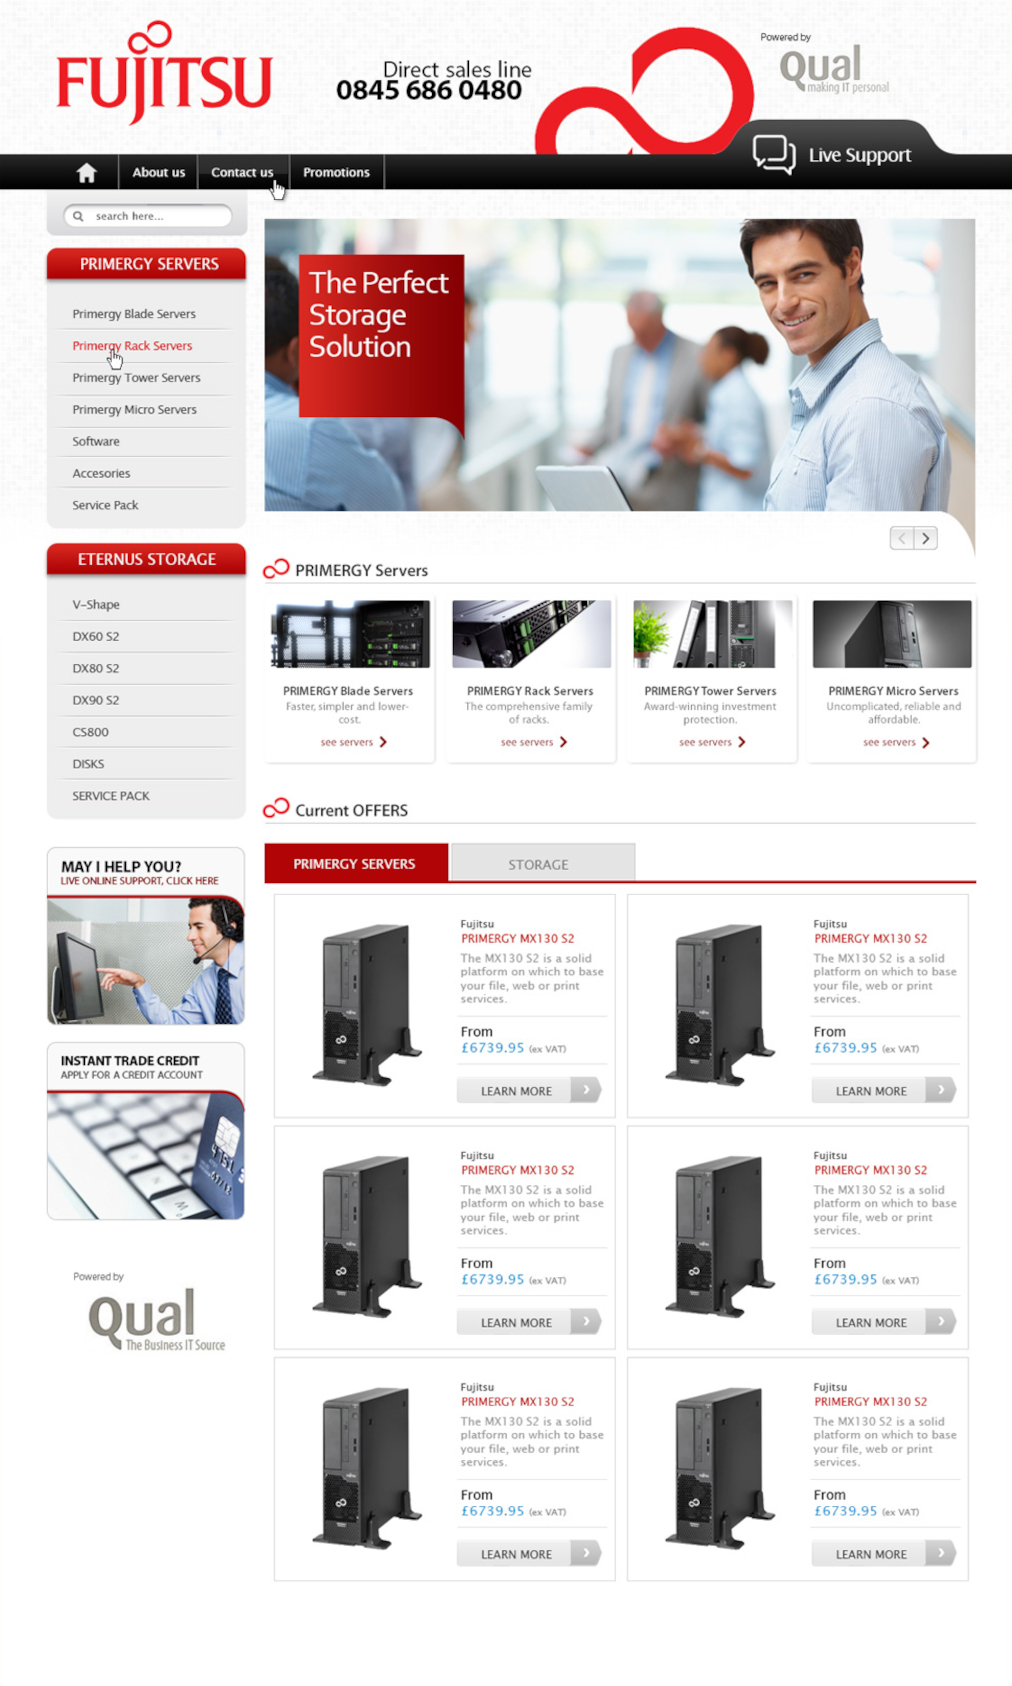 FUJITSU
Direct sales line
0845 686 0480
Powered by
Qual
making IT personal
Live Support
About us
Contact us
Promotions
search here...
PRIMERGY SERVERS
Primergy Blade Servers
Primergy Rack Servers
Primergy Tower Servers
Primergy Micro Servers
Software
Accesories
Service Pack
The Perfect
Storage
Solution
ETERNUS STORAGE
V-Shape
DX60 S2
DX80 S2
DX90 S2
CS800
DISKS
SERVICE PACK
PRIMERGY Servers
PRIMERGY Blade Servers
Faster, simpler and lower-
cost.
see servers
PRIMERGY Rack Servers
The comprehensive family
of racks.
see servers
PRIMERGY Tower Servers
Award-winning investment
protection.
see servers
PRIMERGY Micro Servers
Uncomplicated, reliable and
affordable.
see servers
MAY I HELP YOU?
LIVE ONLINE SUPPORT, CLICK HERE
INSTANT TRADE CREDIT
APPLY FOR A CREDIT ACCOUNT
Powered by
Qual
The Business IT Source
Current OFFERS
PRIMERGY SERVERS
STORAGE
Fujitsu
PRIMERGY MX130 S2
The MX130 S2 is a solid
platform on which to base
your file, web or print
services.
From
£6739.95 (ex VAT)
LEARN MORE
Fujitsu
PRIMERGY MX130 S2
The MX130 S2 is a solid
platform on which to base
your file, web or print
services.
From
£6739.95 (ex VAT)
LEARN MORE
Fujitsu
PRIMERGY MX130 S2
The MX130 S2 is a solid
platform on which to base
your file, web or print
services.
From
£6739.95 (ex VAT)
LEARN MORE
Fujitsu
PRIMERGY MX130 S2
The MX130 S2 is a solid
platform on which to base
your file, web or print
services.
From
£6739.95 (ex VAT)
LEARN MORE
Fujitsu
PRIMERGY MX130 S2
The MX130 S2 is a solid
platform on which to base
your file, web or print
services.
From
£6739.95 (ex VAT)
LEARN MORE
Fujitsu
PRIMERGY MX130 S2
The MX130 S2 is a solid
platform on which to base
your file, web or print
services.
From
£6739.95 (ex VAT)
LEARN MORE